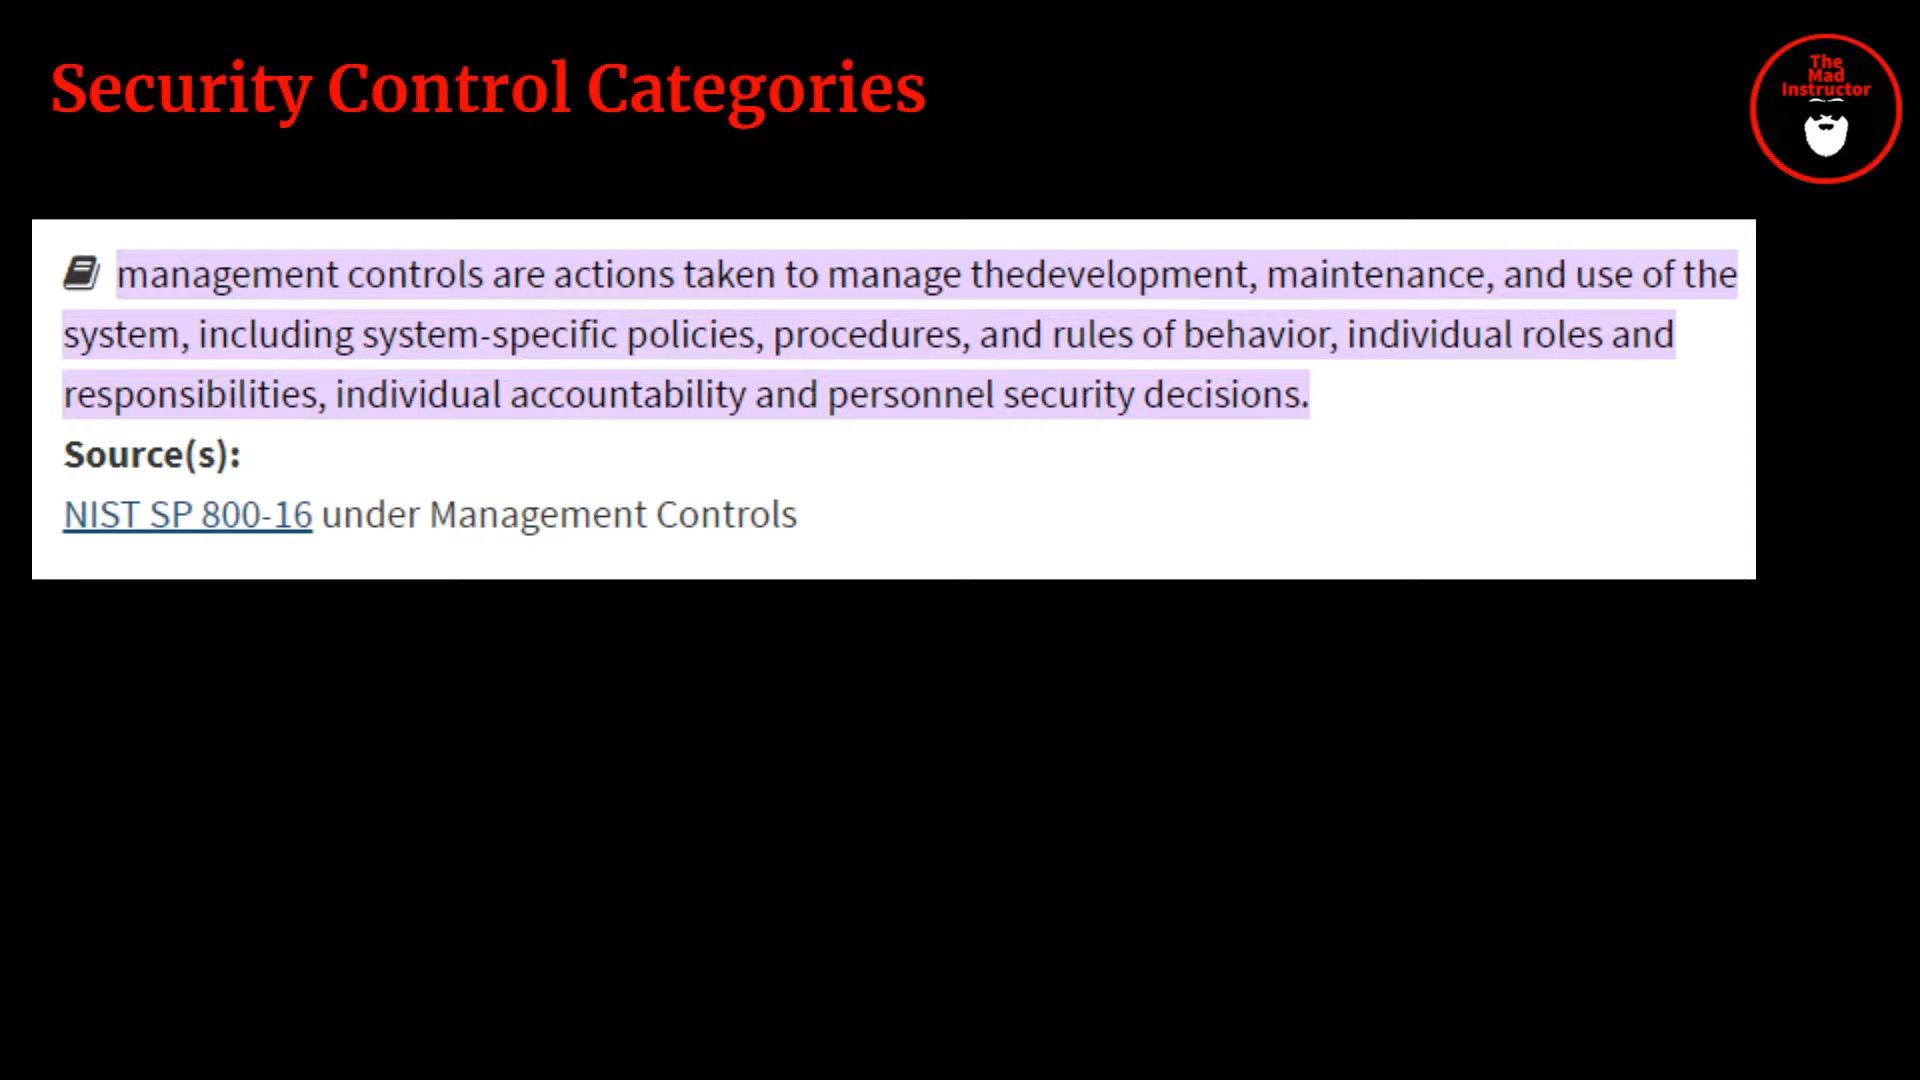 Security Control Categories
The
Mad
Instructor
management controls are actions taken to manage thedevelopment, maintenance, and use of the
system, including system-specific policies, procedures, and rules of behavior, individual roles and
responsibilities, individual accountability and personnel security decisions.
Source(s):
NIST SP 800-16 under Management Controls